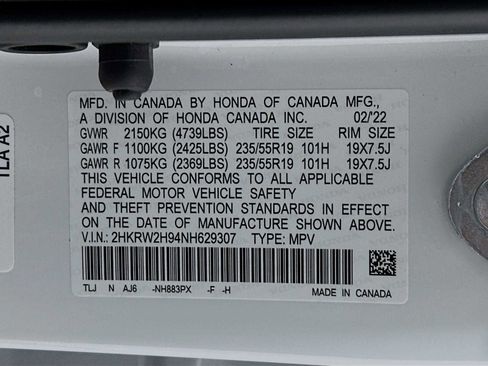 MFD. IN CANADA BY HONDA OF CANADA MFG.,
A DIVISION OF HONDA CANADA INC. 02/'22
GVWR 2150KG (4739LBS) TIRE SIZE RIM SIZE
GAWR F 1100KG (2425LBS) 235/55R19 101H 19X7.5J
GAWR R 1075KG (2369LBS) 235/55R19 101H 19X7.5J
THIS VEHICLE CONFORMS TO ALL APPLICABLE
FEDERAL MOTOR VEHICLE SAFETY
AND THEFT PREVENTION STANDARDS IN EFFECT
ON THE DATE OF MANUFACTURE SHOWN ABOVE.
V.I.N.: 2HKRW2H94NH629307 TYPE: MPV
TLJ N AJ6 -NH883PX -F -H MADE IN CANADA
TLA A2